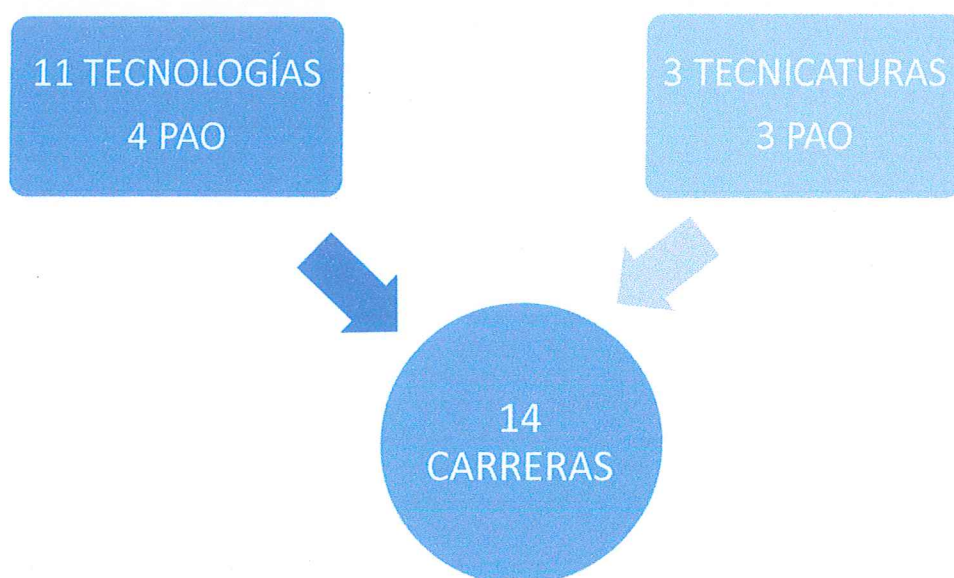 11 TECNOLOGÍAS
4 PAO
3 TECNICATURAS
3 PAO
14
CARRERAS